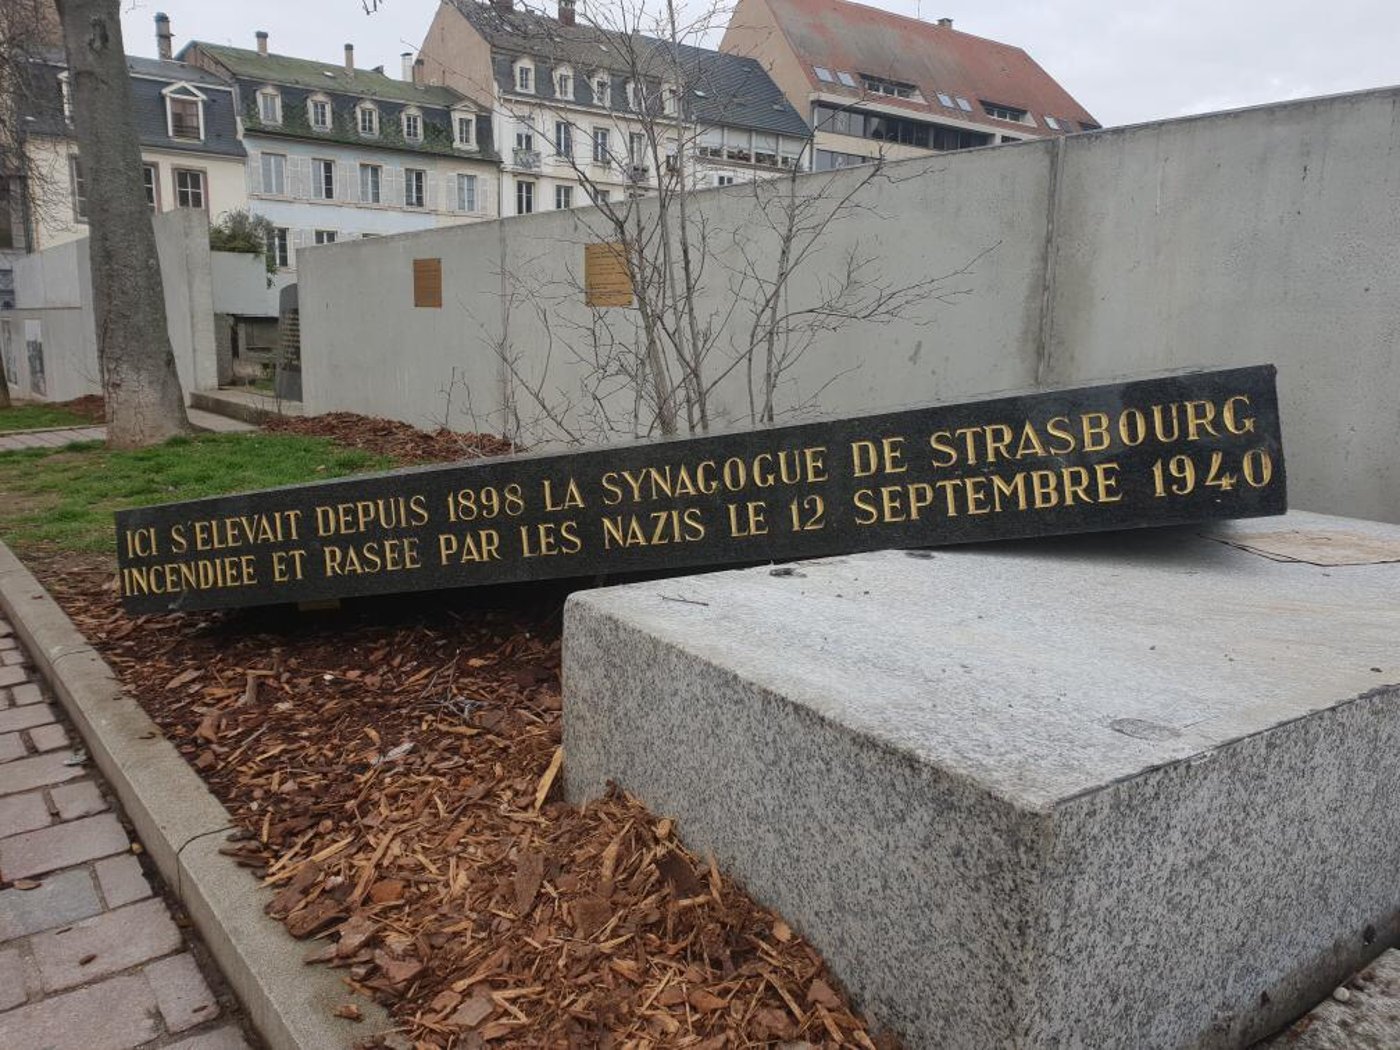 ICI S'ELEVAIT DEPUIS 1898 LA SYNAGOGUE DE STRASBOURG
INCENDIEE ET RASEE PAR LES NAZIS LE 12 SEPTEMBRE 1940